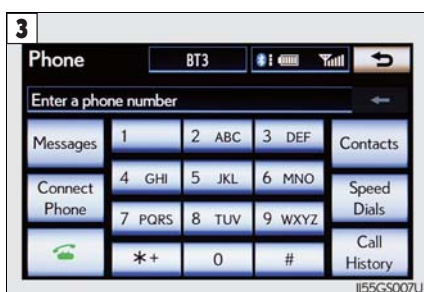 3
Phone
BT3
Enter a phone number
Messages
1
2 ABC
3 DEF
Contacts
Connect Phone
4 GHI
5 JKL
6 MNO
Speed Dials
7 PQRS
8 TUV
9 WXYZ
*+
0
#
Call History
II55GS007U